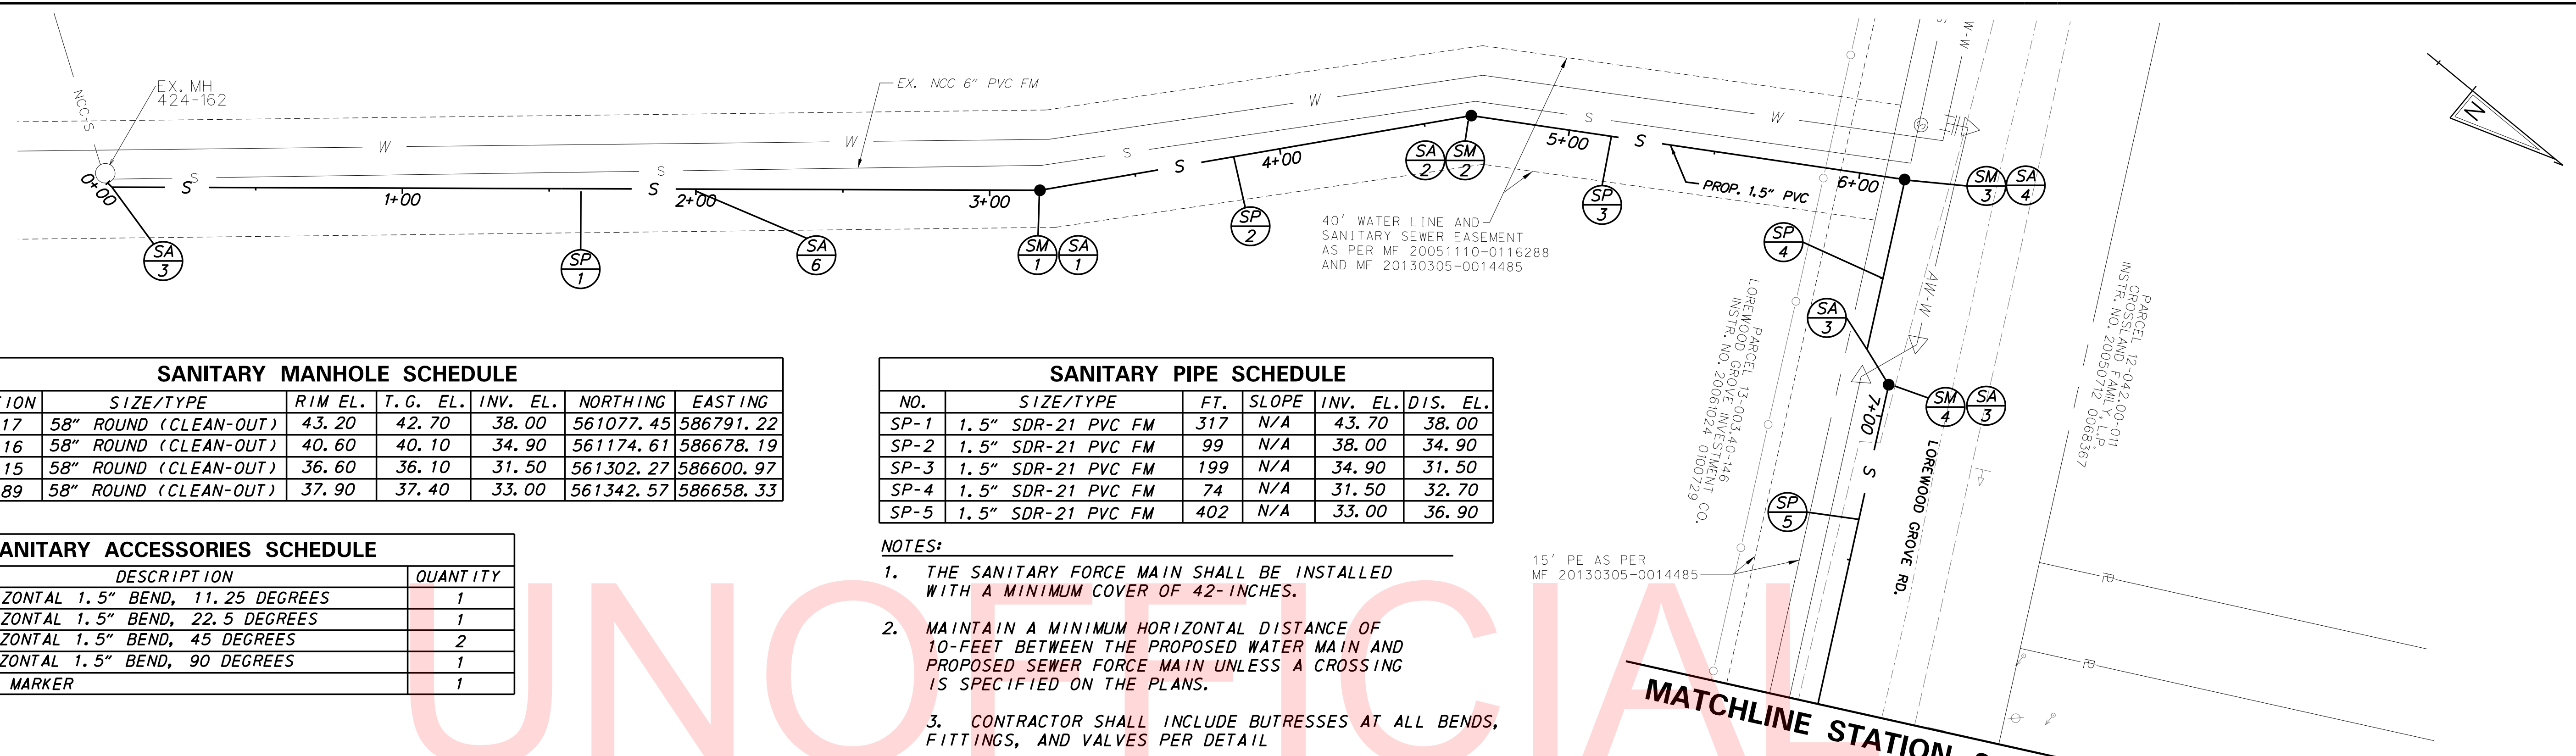 EX. MH
424-162
NCC-S
EX. NCC 6" PVC FM
W
W
W
W
S
S
S
S
S
S
S
S
S
0+00
1+00
2+00
3+00
4+00
5+00
6+00
7+00
SA
3
SP
1
SA
6
SM
1
SA
1
SP
2
SA
2
SM
2
SP
3
PROP. 1.5" PVC
SM
3
SA
4
SP
4
SA
3
SM
4
SA
3
SP
5
W-W
AW-W
N
40' WATER LINE AND
SANITARY SEWER EASEMENT
AS PER MF 20051110-0116288
AND MF 20130305-0014485
PARCEL 13-003.40-146
LOREWOOD GROVE INVESTMENT CO.
INSTR. NO. 20061024 0100729
PARCEL 12-042.00-011
CROSSLAND FAMILY, L.P.
INSTR. NO. 20050712 0068367
LOREWOOD GROVE RD.
15' PE AS PER
MF 20130305-0014485
MATCHLINE STATION
SANITARY MANHOLE SCHEDULE
ION SIZE/TYPE RIM EL. T.G. EL. INV. EL. NORTHING EASTING
17 58" ROUND (CLEAN-OUT) 43.20 42.70 38.00 561077.45 586791.22
16 58" ROUND (CLEAN-OUT) 40.60 40.10 34.90 561174.61 586678.19
15 58" ROUND (CLEAN-OUT) 36.60 36.10 31.50 561302.27 586600.97
89 58" ROUND (CLEAN-OUT) 37.90 37.40 33.00 561342.57 586658.33
SANITARY PIPE SCHEDULE
NO. SIZE/TYPE FT. SLOPE INV. EL. DIS. EL.
SP-1 1.5" SDR-21 PVC FM 317 N/A 43.70 38.00
SP-2 1.5" SDR-21 PVC FM 99 N/A 38.00 34.90
SP-3 1.5" SDR-21 PVC FM 199 N/A 34.90 31.50
SP-4 1.5" SDR-21 PVC FM 74 N/A 31.50 32.70
SP-5 1.5" SDR-21 PVC FM 402 N/A 33.00 36.90
ANITARY ACCESSORIES SCHEDULE
DESCRIPTION QUANTITY
ZONTAL 1.5" BEND, 11.25 DEGREES 1
ZONTAL 1.5" BEND, 22.5 DEGREES 1
ZONTAL 1.5" BEND, 45 DEGREES 2
ZONTAL 1.5" BEND, 90 DEGREES 1
MARKER 1
NOTES:
1. THE SANITARY FORCE MAIN SHALL BE INSTALLED
WITH A MINIMUM COVER OF 42-INCHES.
2. MAINTAIN A MINIMUM HORIZONTAL DISTANCE OF
10-FEET BETWEEN THE PROPOSED WATER MAIN AND
PROPOSED SEWER FORCE MAIN UNLESS A CROSSING
IS SPECIFIED ON THE PLANS.
3. CONTRACTOR SHALL INCLUDE BUTRESSES AT ALL BENDS,
FITTINGS, AND VALVES PER DETAIL
UNOFFICIAL